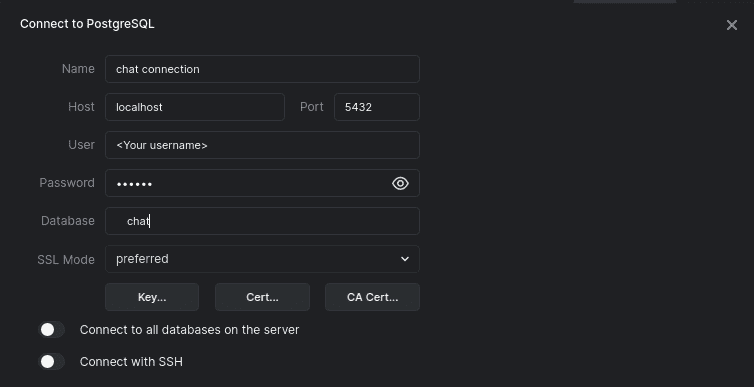 Connect to PostgreSQL
Name chat connection
Host localhost Port 5432
User <Your username>
Password ••••••
Database chat
SSL Mode preferred
Key... Cert... CA Cert...
Connect to all databases on the server
Connect with SSH